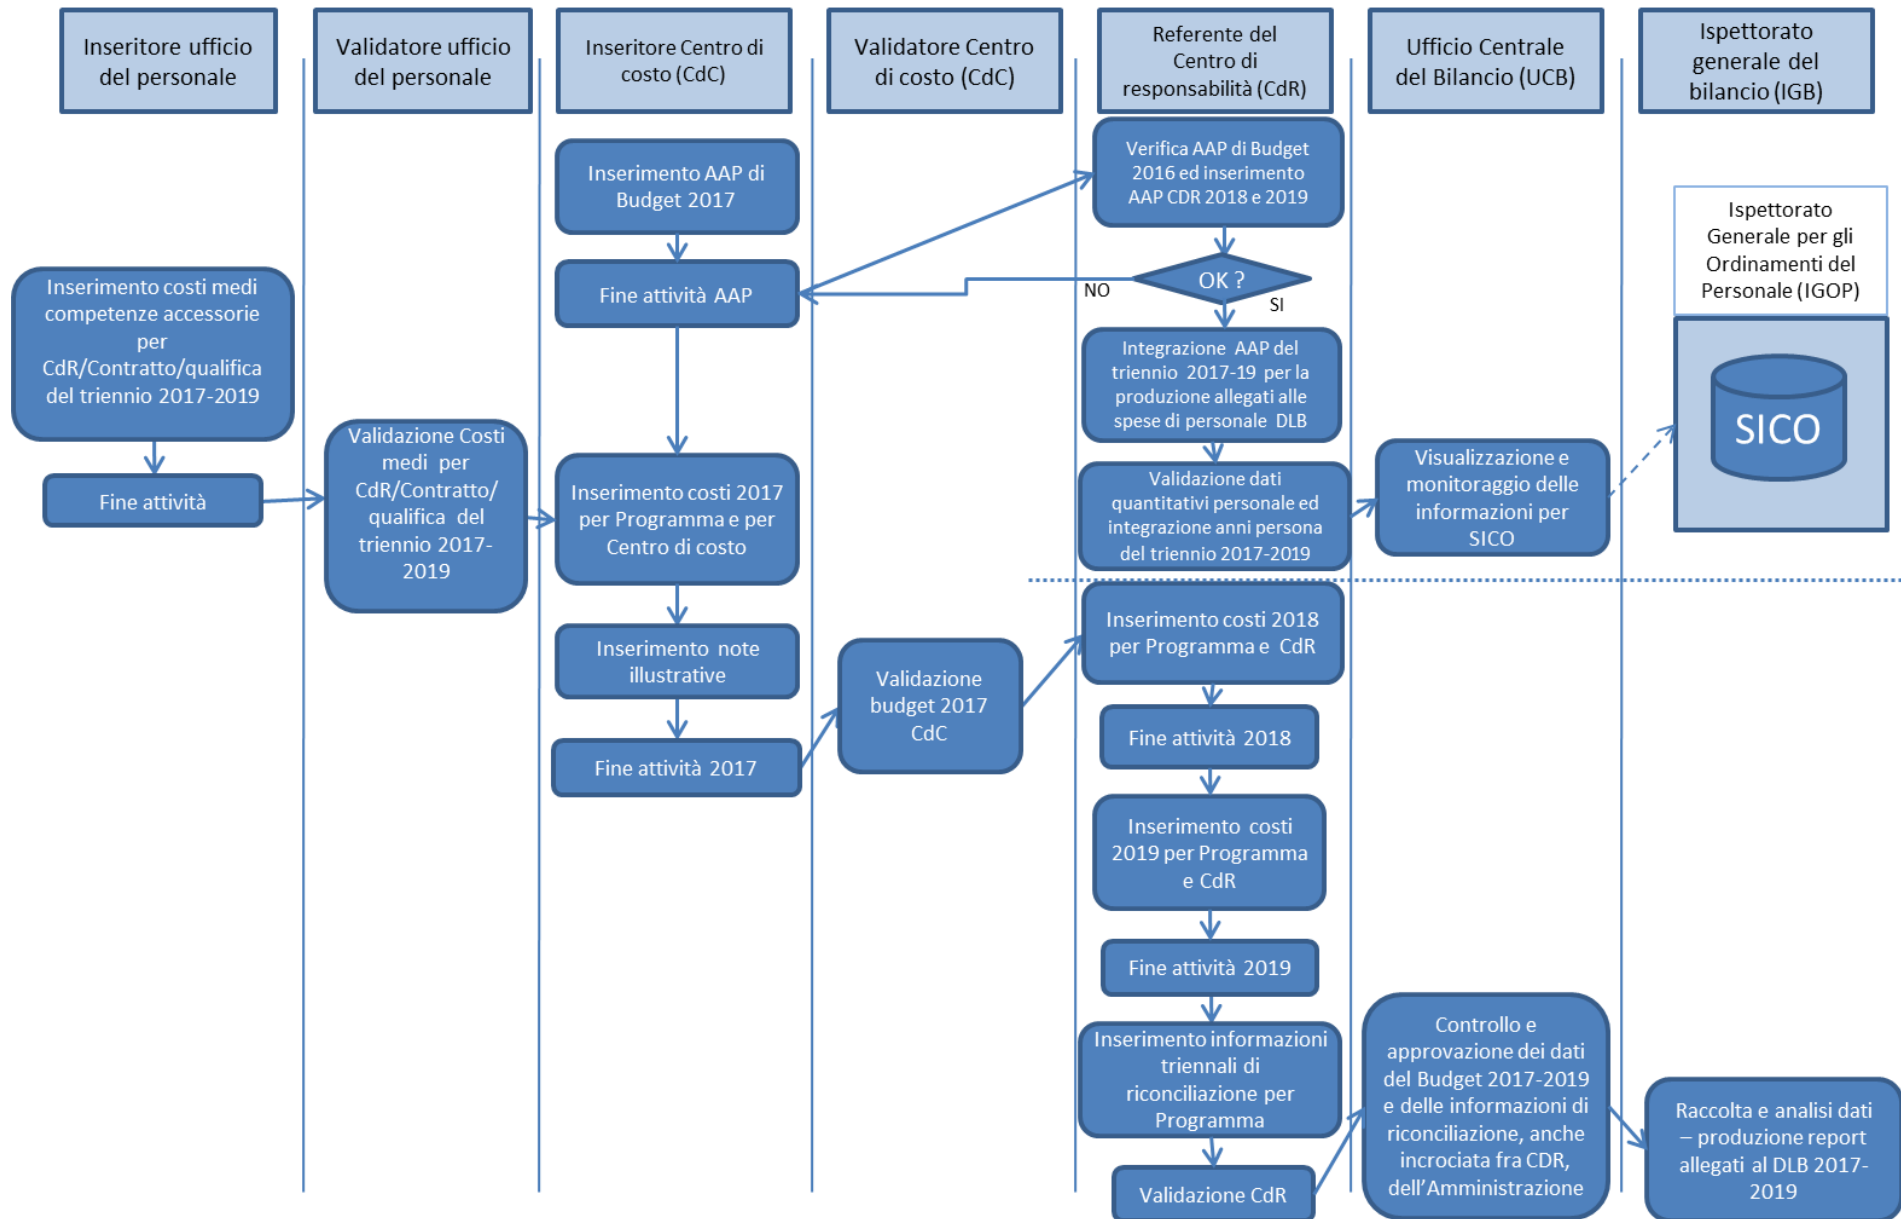 Inseritore ufficio
del personale
Validatore ufficio
del personale
Inseritore Centro di
costo (CdC)
Validatore Centro
di costo (CdC)
Referente del
Centro di
responsabilità (CdR)
Ufficio Centrale
del Bilancio (UCB)
Ispettorato
generale del
bilancio (IGB)
Inserimento costi medi
competenze accessorie
per
CdR/Contratto/qualifica
del triennio 2017-2019
Fine attività
Validazione Costi
medi per
CdR/Contratto/
qualifica del
triennio 2017-
2019
Inserimento AAP di
Budget 2017
Fine attività AAP
Inserimento costi 2017
per Programma e per
Centro di costo
Inserimento note
illustrative
Fine attività 2017
Validazione
budget 2017
CdC
Verifica AAP di Budget
2016 ed inserimento
AAP CDR 2018 e 2019
OK ?
NO
SI
Integrazione AAP del
triennio 2017-19 per la
produzione allegati alle
spese di personale DLB
Validazione dati
quantitativi personale ed
integrazione anni persona
del triennio 2017-2019
Inserimento costi 2018
per Programma e CdR
Fine attività 2018
Inserimento costi
2019 per Programma
e CdR
Fine attività 2019
Inserimento informazioni
triennali di
riconciliazione per
Programma
Validazione CdR
Visualizzazione e
monitoraggio delle
informazioni per
SICO
Controllo e
approvazione dei dati
del Budget 2017-2019
e delle informazioni di
riconciliazione, anche
incrociata fra CDR,
dell'Amministrazione
Ispettorato
Generale per gli
Ordinamenti del
Personale (IGOP)
SICO
Raccolta e analisi dati
– produzione report
allegati al DLB 2017-
2019